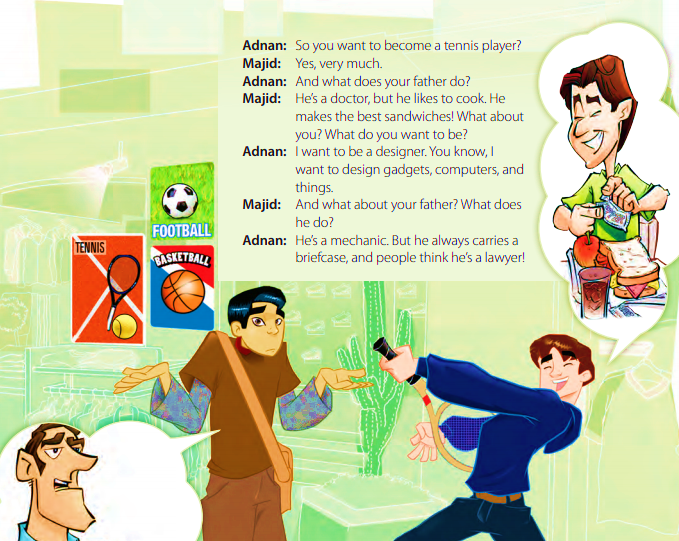 Adnan: So you want to become a tennis player?
Majid: Yes, very much.
Adnan: And what does your father do?
Majid: He's a doctor, but he likes to cook. He
makes the best sandwiches! What about
you? What do you want to be?
Adnan: I want to be a designer. You know, I
want to design gadgets, computers, and
things.
Majid: And what about your father? What does
he do?
Adnan: He's a mechanic. But he always carries a
briefcase, and people think he's a lawyer!
FOOTBALL
TENNIS
BASKETBALL